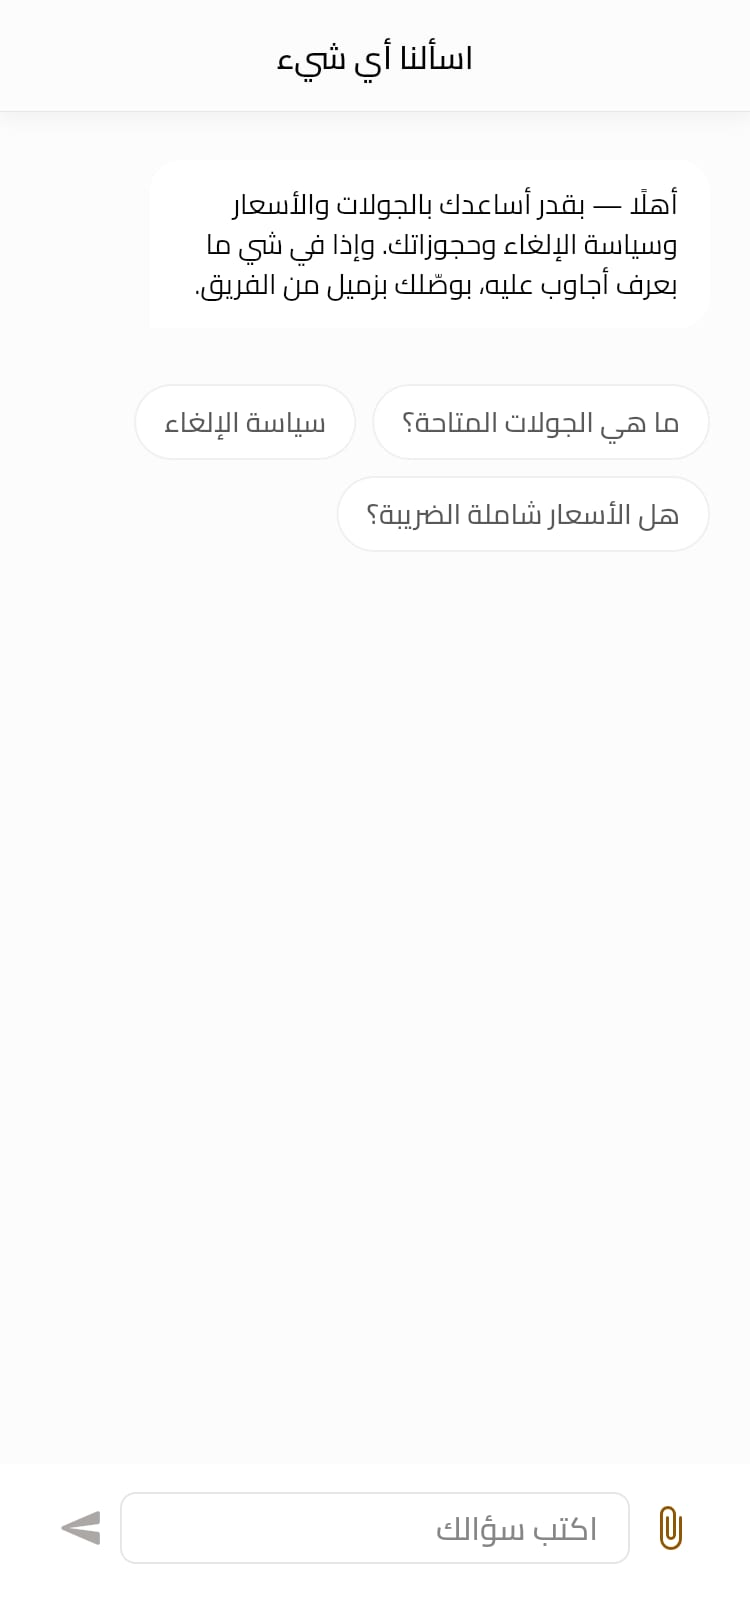 اسألنا أي شيء
أهلًا — بقدر أساعدك بالجولات والأسعار
وسياسة الإلغاء وحجوزاتك. وإذا في شي ما
بعرف أجاوب عليه، بوصّلك بزميل من الفريق.
ما هي الجولات المتاحة؟
سياسة الإلغاء
هل الأسعار شاملة الضريبة؟
اكتب سؤالك